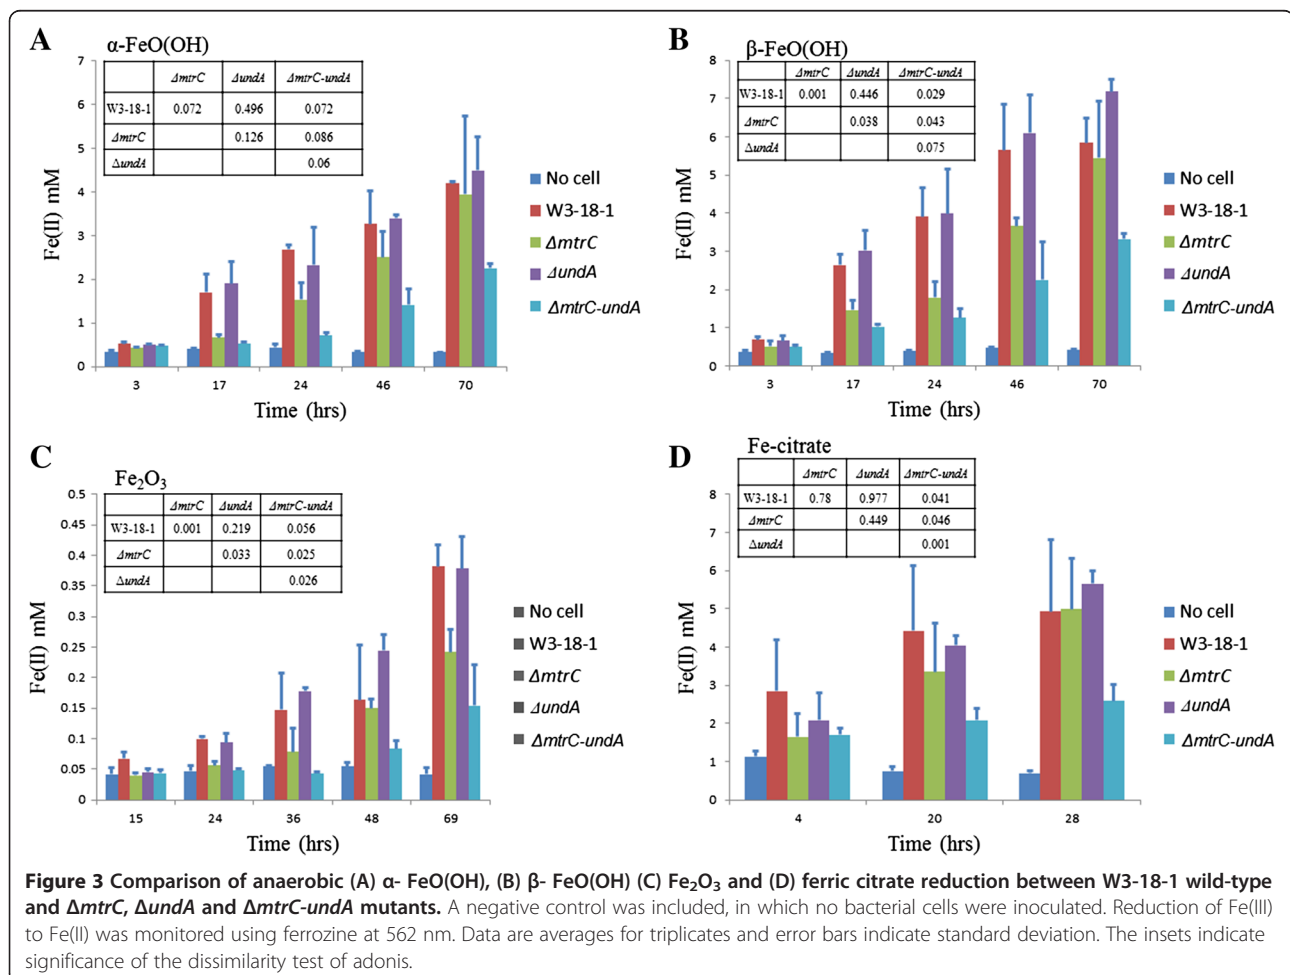 A
α-FeO(OH)
ΔmtrC ΔundA ΔmtrC-undA
W3-18-1 0.072 0.496 0.072
ΔmtrC 0.126 0.086
ΔundA 0.06
7
6
5
4
3
2
1
0
Fe(II) mM
3 17 24 46 70
Time (hrs)
No cell
W3-18-1
ΔmtrC
ΔundA
ΔmtrC-undA
B
β-FeO(OH)
ΔmtrC ΔundA ΔmtrC-undA
W3-18-1 0.001 0.446 0.029
ΔmtrC 0.038 0.043
ΔundA 0.075
8
7
6
5
4
3
2
1
0
Fe(II) mM
3 17 24 46 70
Time (hrs)
No cell
W3-18-1
ΔmtrC
ΔundA
ΔmtrC-undA
C
Fe₂O₃
ΔmtrC ΔundA ΔmtrC-undA
W3-18-1 0.001 0.219 0.056
ΔmtrC 0.033 0.025
ΔundA 0.026
0.5
0.45
0.4
0.35
0.3
0.25
0.2
0.15
0.1
0.05
0
Fe(II) mM
15 24 36 48 69
Time (hrs)
No cell
W3-18-1
ΔmtrC
ΔundA
ΔmtrC-undA
D
Fe-citrate
ΔmtrC ΔundA ΔmtrC-undA
W3-18-1 0.78 0.977 0.041
ΔmtrC 0.449 0.046
ΔundA 0.001
8
7
6
5
4
3
2
1
0
Fe(II) mM
4 20 28
Time (hrs)
No cell
W3-18-1
ΔmtrC
ΔundA
ΔmtrC-undA
Figure 3 Comparison of anaerobic (A) α- FeO(OH), (B) β- FeO(OH) (C) Fe₂O₃ and (D) ferric citrate reduction between W3-18-1 wild-type
and ΔmtrC, ΔundA and ΔmtrC-undA mutants. A negative control was included, in which no bacterial cells were inoculated. Reduction of Fe(III)
to Fe(II) was monitored using ferrozine at 562 nm. Data are averages for triplicates and error bars indicate standard deviation. The insets indicate
significance of the dissimilarity test of adonis.